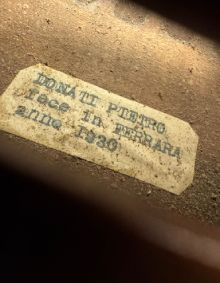 DONATI PIETRO
fece in FERRARA
anno 1930